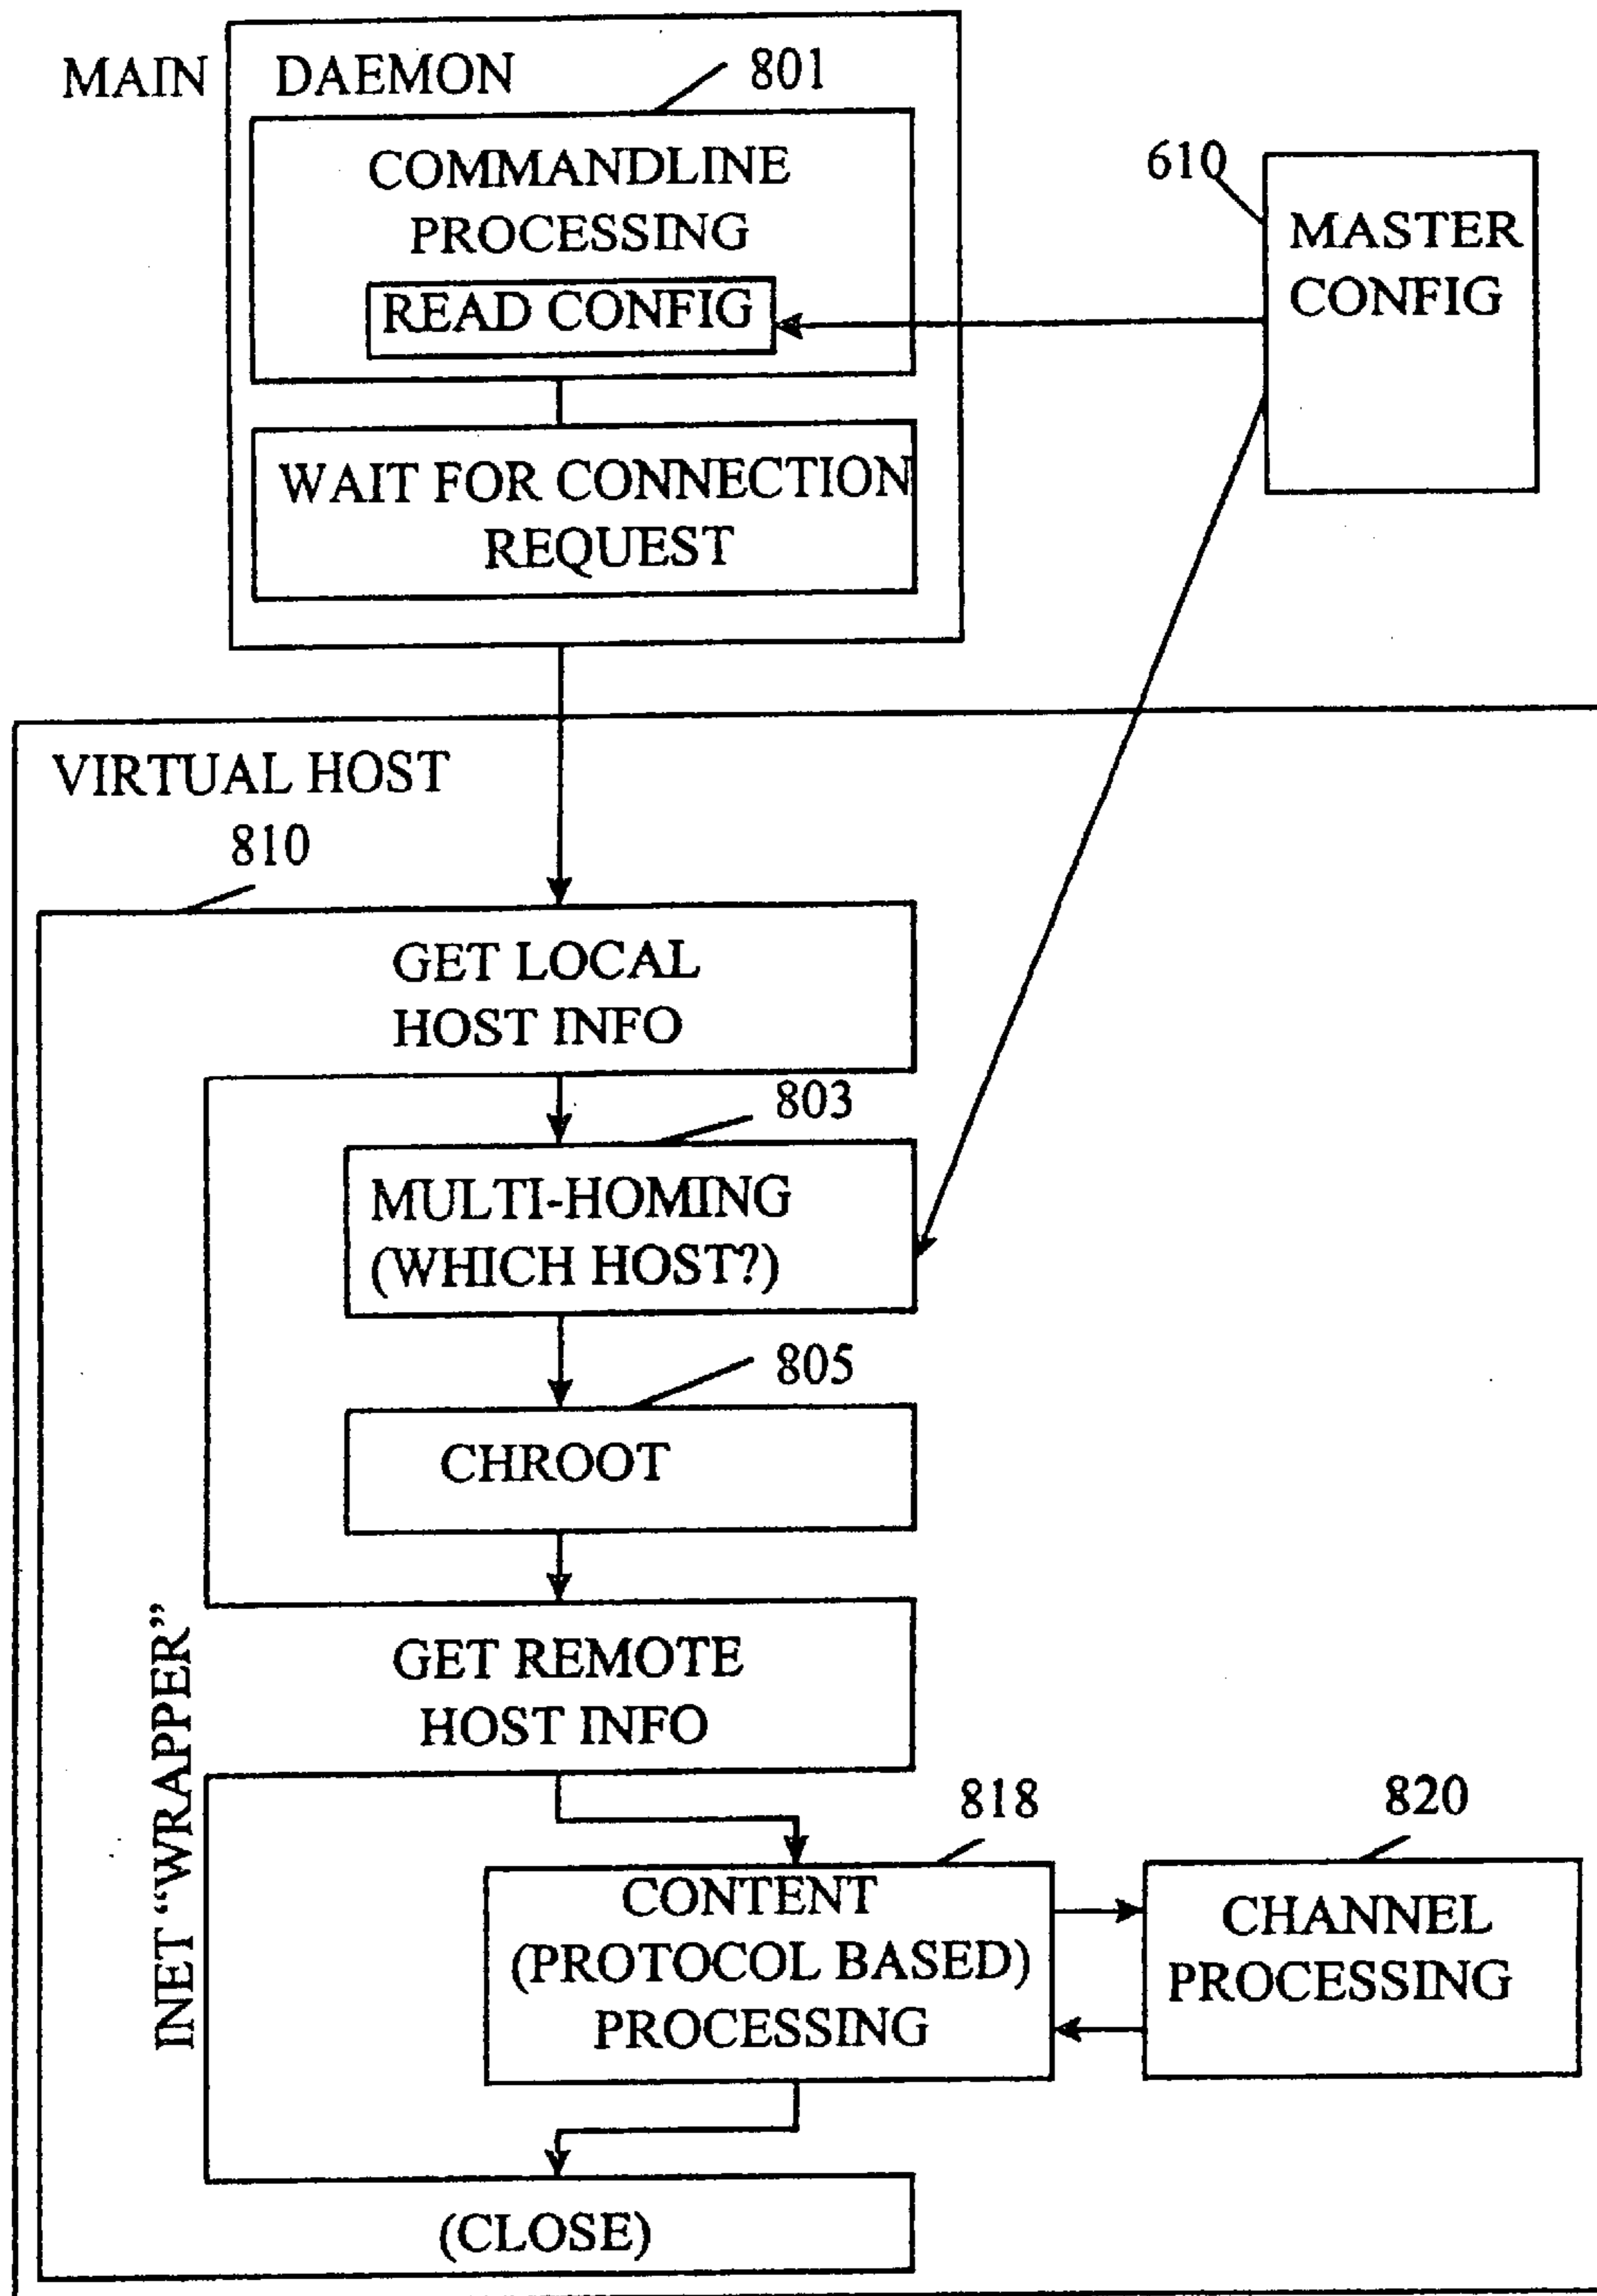 MAIN DAEMON
801
COMMANDLINE
PROCESSING
READ CONFIG
610
MASTER
CONFIG
WAIT FOR CONNECTION
REQUEST
VIRTUAL HOST
810
GET LOCAL
HOST INFO
803
MULTI-HOMING
(WHICH HOST?)
805
CHROOT
GET REMOTE
HOST INFO
INET “WRAPPER”
818
CONTENT
(PROTOCOL BASED)
PROCESSING
820
CHANNEL
PROCESSING
(CLOSE)